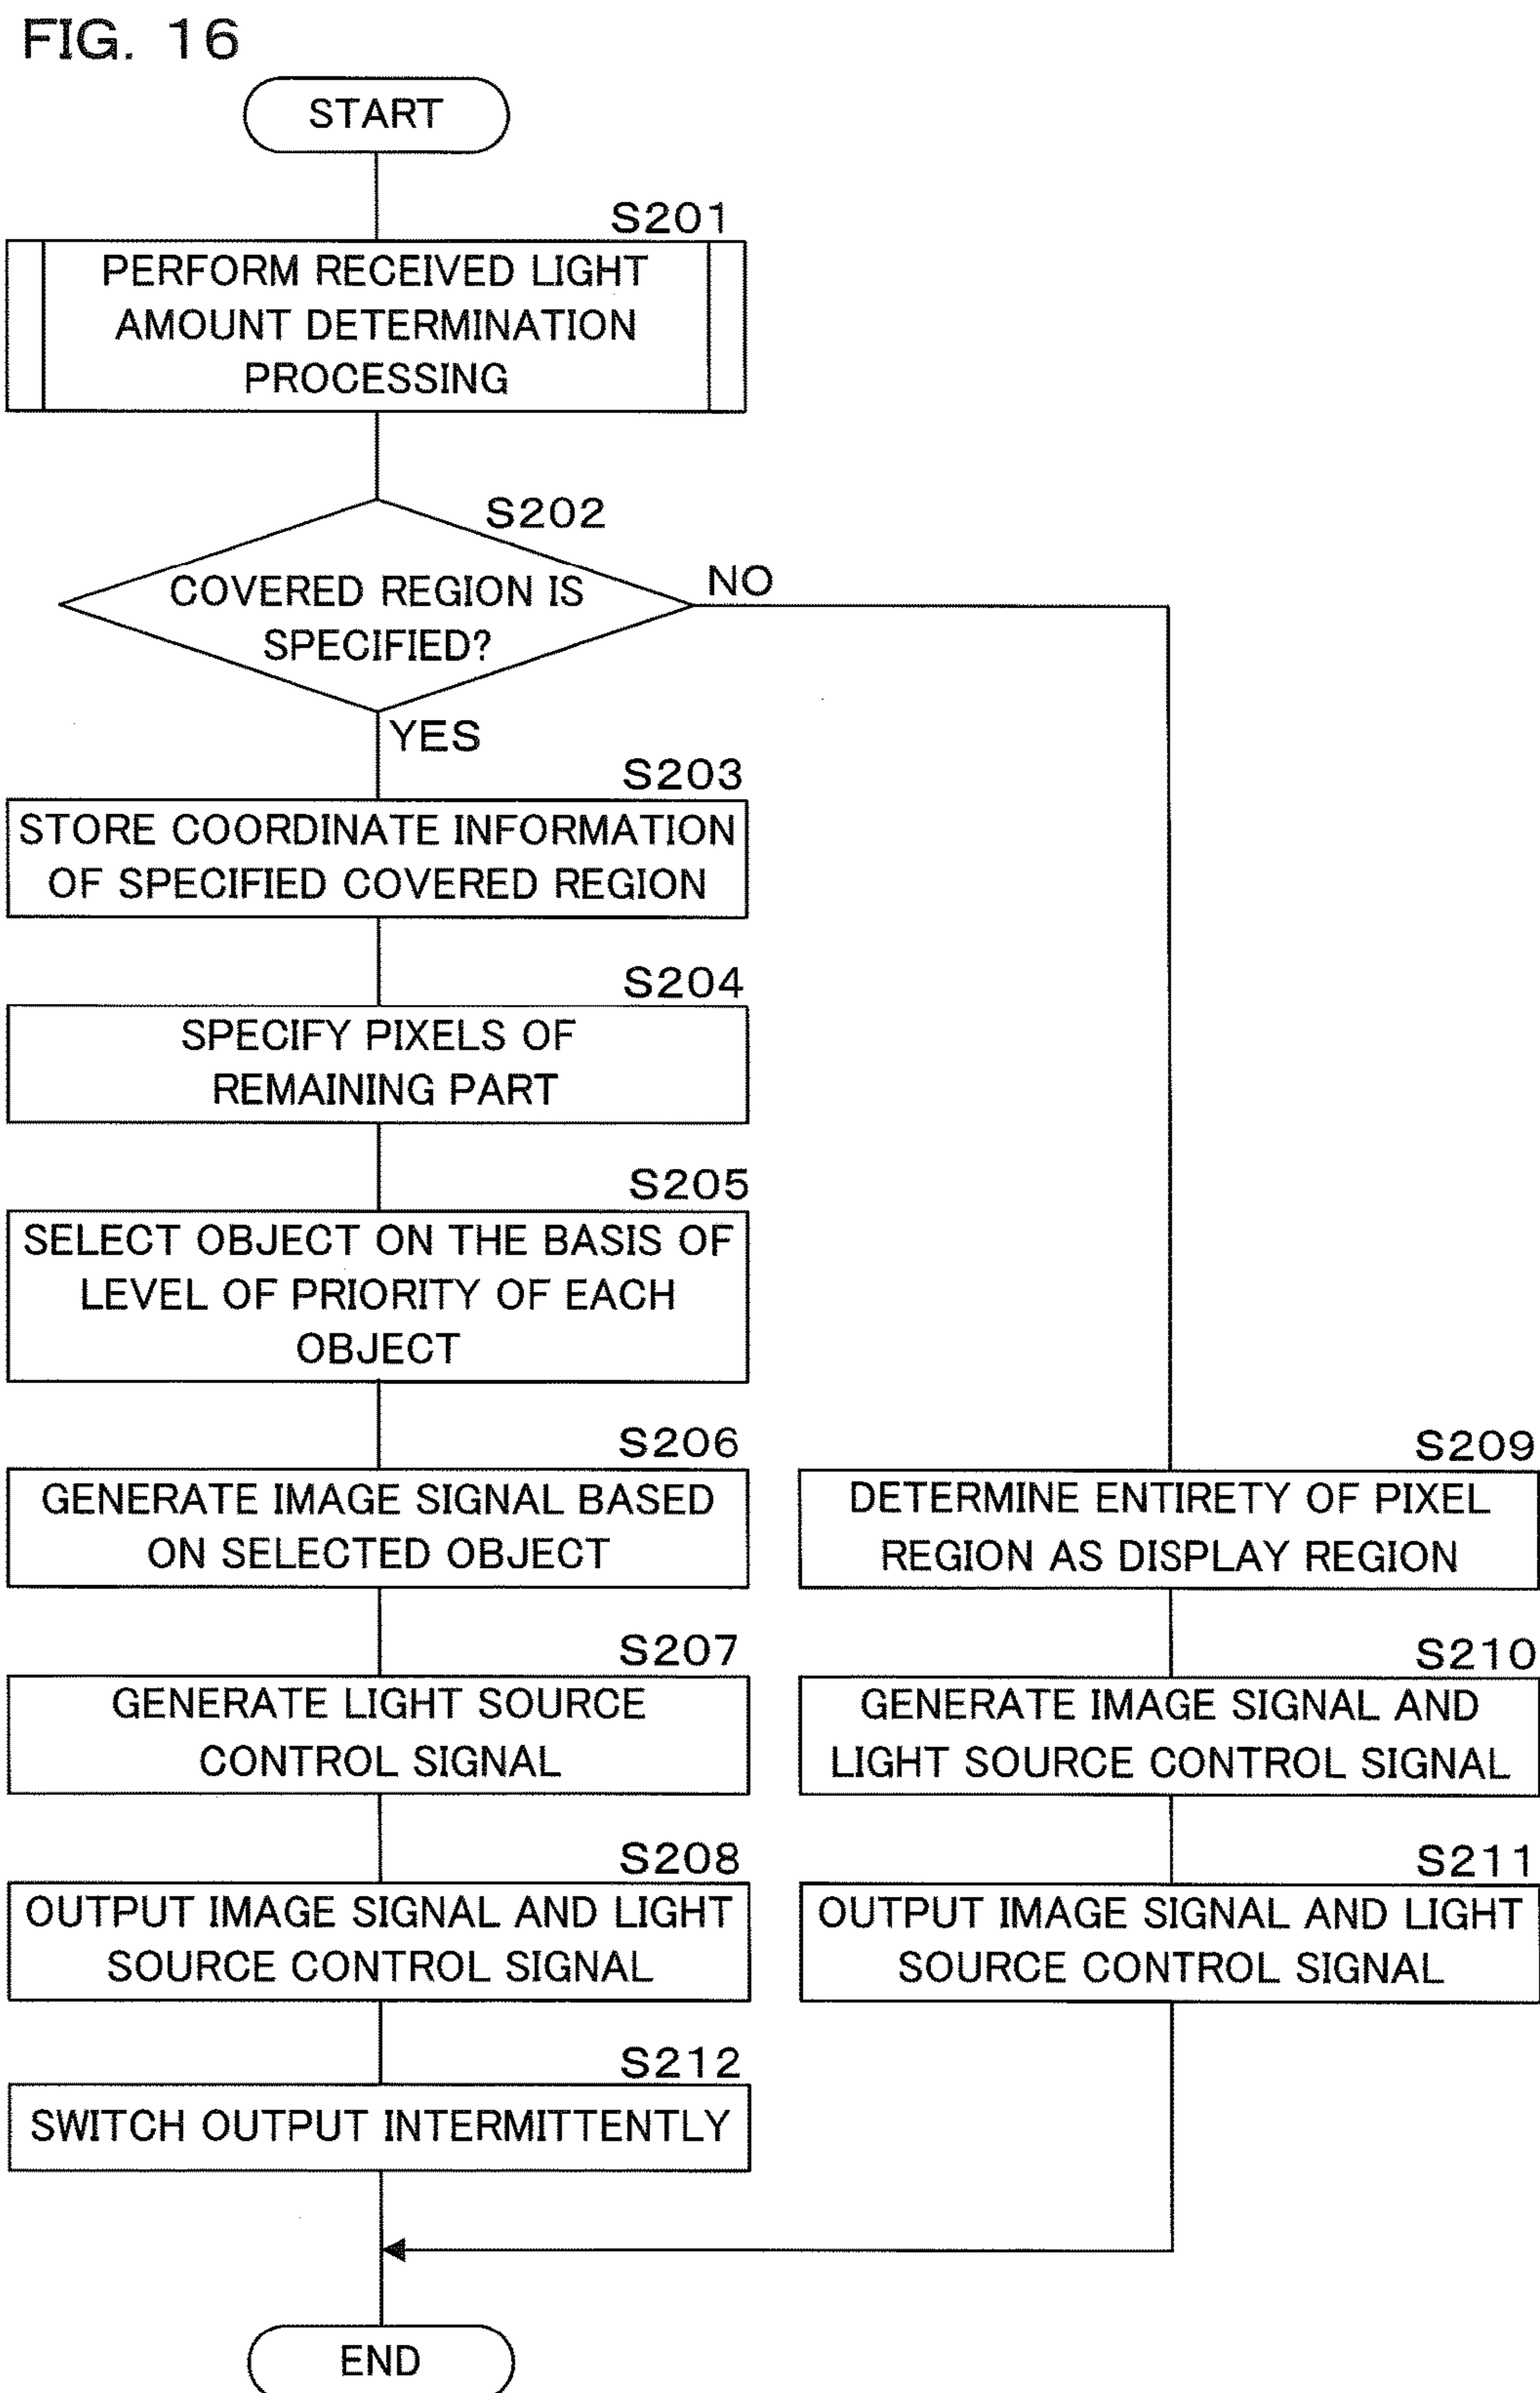 FIG. 16
START
S201
PERFORM RECEIVED LIGHT
AMOUNT DETERMINATION
PROCESSING
S202
COVERED REGION IS
SPECIFIED?
NO
YES
S203
STORE COORDINATE INFORMATION
OF SPECIFIED COVERED REGION
S204
SPECIFY PIXELS OF
REMAINING PART
S205
SELECT OBJECT ON THE BASIS OF
LEVEL OF PRIORITY OF EACH
OBJECT
S206
GENERATE IMAGE SIGNAL BASED
ON SELECTED OBJECT
S207
GENERATE LIGHT SOURCE
CONTROL SIGNAL
S208
OUTPUT IMAGE SIGNAL AND LIGHT
SOURCE CONTROL SIGNAL
S212
SWITCH OUTPUT INTERMITTENTLY
S209
DETERMINE ENTIRETY OF PIXEL
REGION AS DISPLAY REGION
S210
GENERATE IMAGE SIGNAL AND
LIGHT SOURCE CONTROL SIGNAL
S211
OUTPUT IMAGE SIGNAL AND LIGHT
SOURCE CONTROL SIGNAL
END